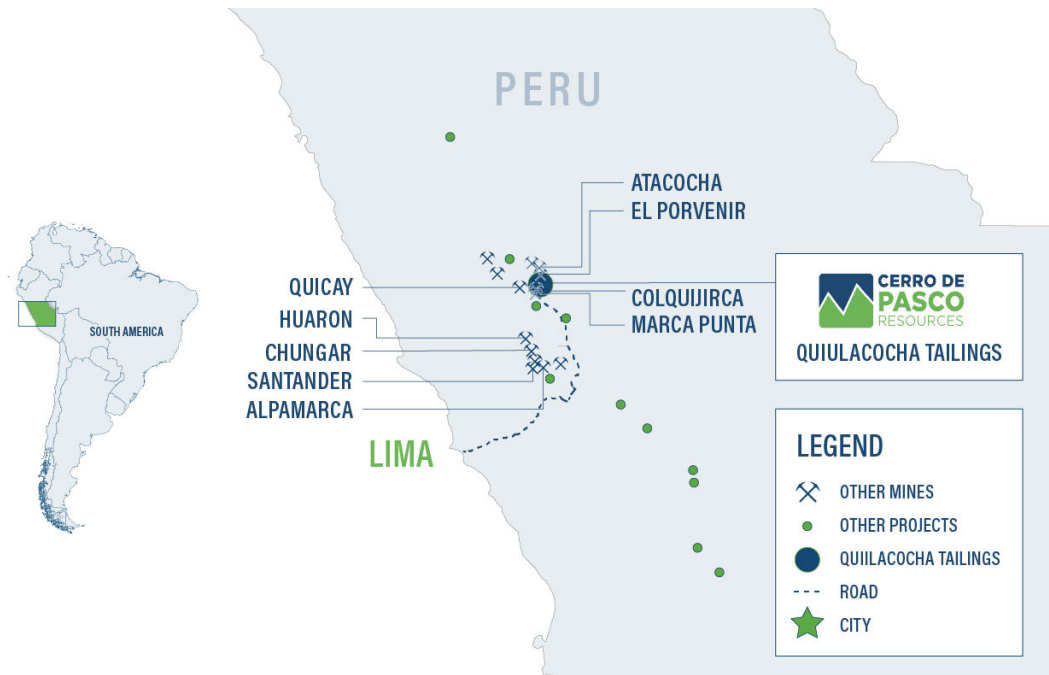 PERU
ATACOCHA
EL PORVENIR
QUICAY
COLQUIJIRCA
HUARON
MARCA PUNTA
CHUNGAR
SANTANDER
ALPAMARCA
LIMA
SOUTH AMERICA
CERRO DE
PASCO
RESOURCES
QUIULACOCHA TAILINGS
LEGEND
OTHER MINES
OTHER PROJECTS
QUIILACOCHA TAILINGS
ROAD
CITY